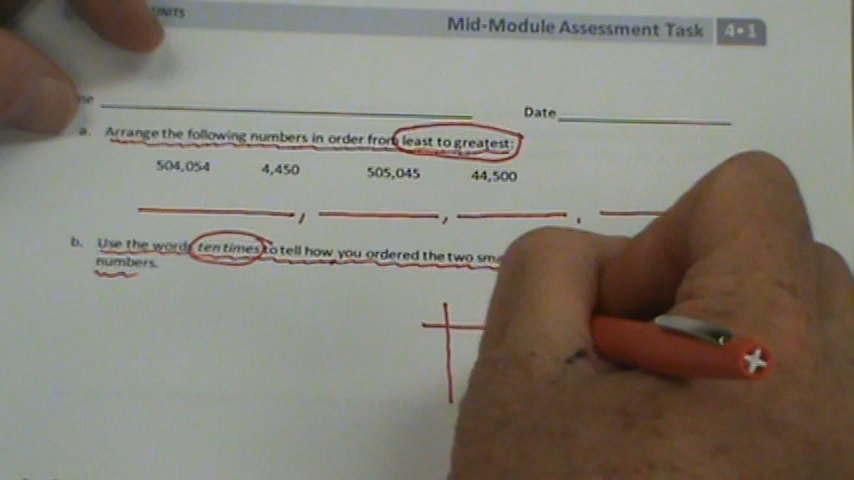 UNITS
Mid-Module Assessment Task 4•1
Date
a. Arrange the following numbers in order from least to greatest:
504,054 4,450 505,045 44,500
, , ,
b. Use the words ten times to tell how you ordered the two
numbers.